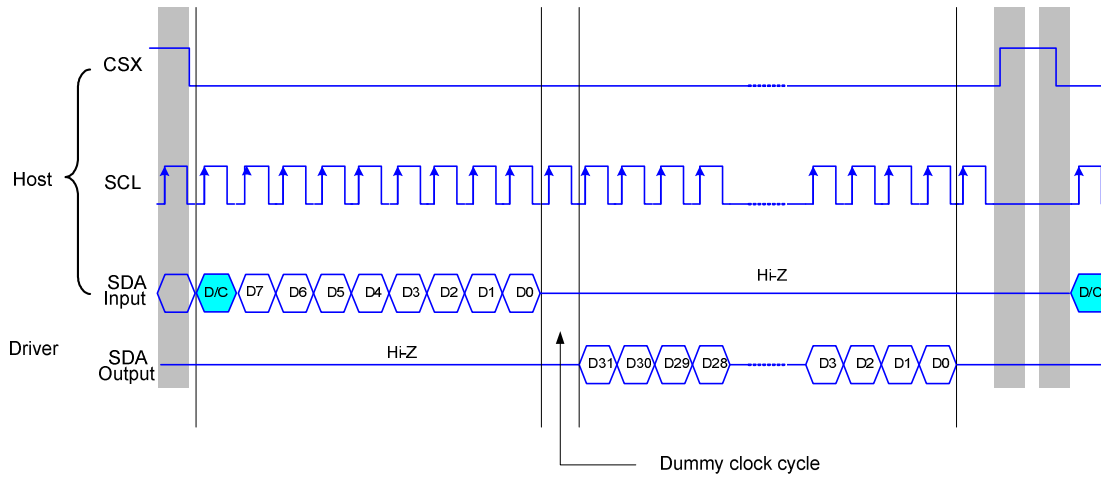 CSX
Host
SCL
SDA
Input
D/C D7 D6 D5 D4 D3 D2 D1 D0
Hi-Z
D/C
Driver
SDA
Output
Hi-Z
D31 D30 D29 D28
D3 D2 D1 D0
Dummy clock cycle